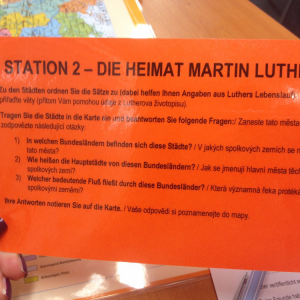 STATION 2 – DIE HEIMAT MARTIN LUTH
Zu den Städten ordnen Sie die Sätze zu (dabei helfen Ihnen Angaben aus Luthers Lebenslauf)
přiřaďte věty (přitom Vám pomohou údaje z Lutherova životopisu).
Tragen Sie die Städte in die Karte ein und beantworten Sie folgende Fragen:/ Zaneste tato města
zodpovězte následující otázky:
1) In welchen Bundesländern befinden sich diese Städte? / V jakých spolkových zemích se n
tato města?
2) Wie heißen die Hauptstädte von diesen Bundesländern? / Jak se jmenují hlavní města těc
spolkových zemí?
3) Welcher bedeutende Fluß fließt durch diese Bundesländer? / Která významná řeka proték
spolkovými zeměmi?
Ihre Antworten notieren Sie auf die Karte. / Vaše odpovědi si poznamenejte do mapy.